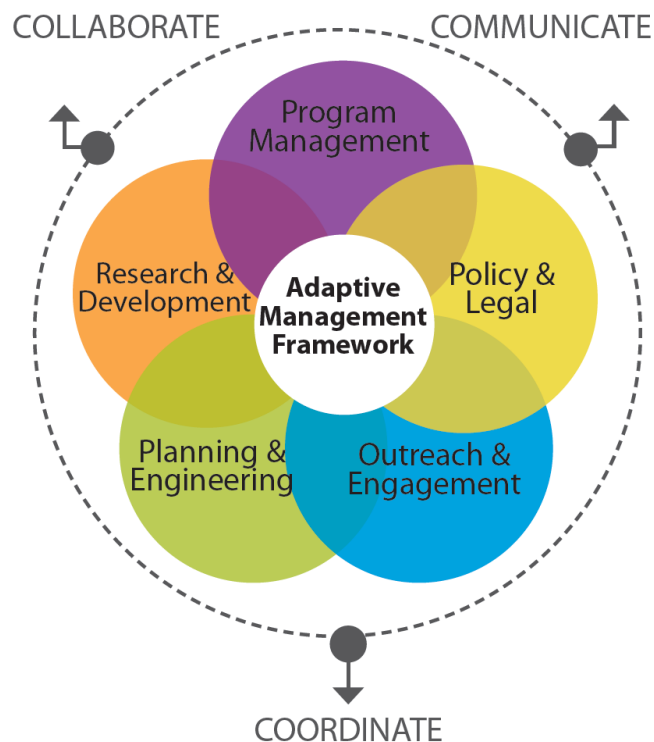 COLLABORATE
COMMUNICATE
Program
Management
Research &
Development
Policy &
Legal
Adaptive
Management
Framework
Planning &
Engineering
Outreach &
Engagement
COORDINATE